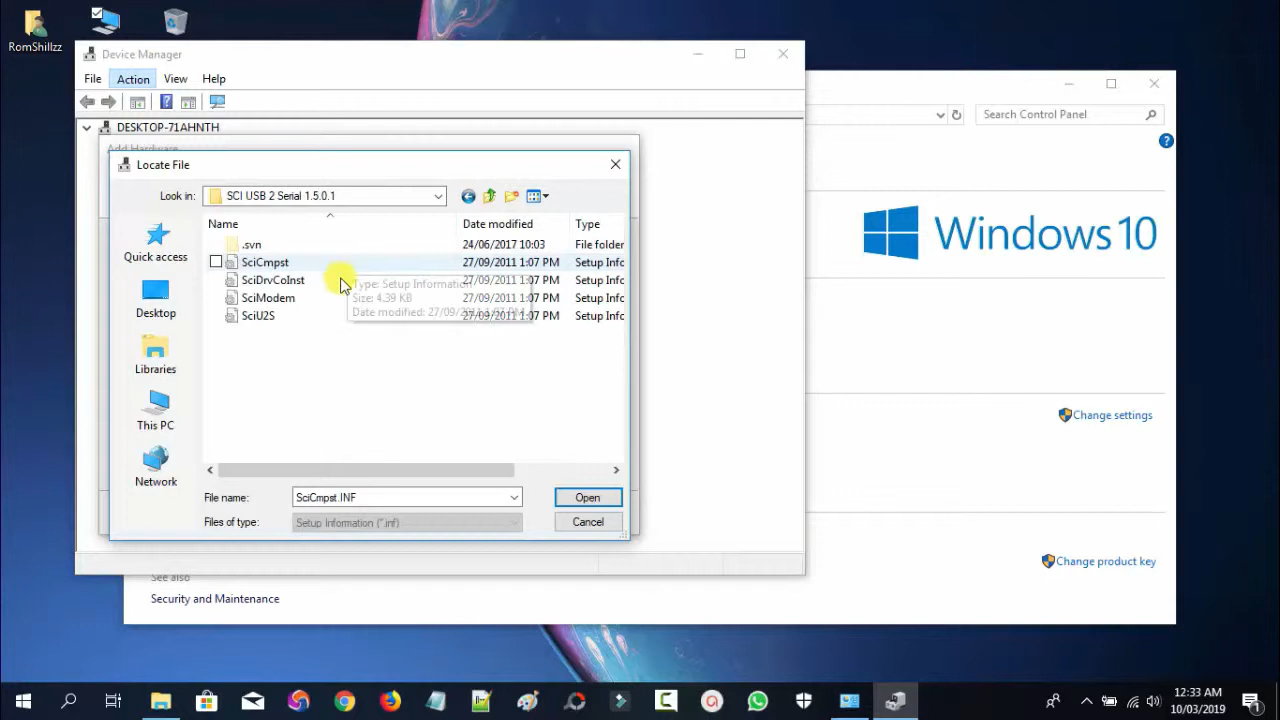 RomShillz
Device Manager
File Action View Help
DESKTOP-71AHNTH
Add Hardware
Locate File
Look in: SCI USB 2 Serial 1.5.0.1
Name Date modified Type
.svn 24/06/2017 10:03 File folder
SciCmpst 27/09/2011 1:07 PM Setup Info
SciDrvCoInst 27/09/2011 1:07 PM Setup Info
SciModem 27/09/2011 1:07 PM Setup Info
SciU2S 27/09/2011 1:07 PM Setup Info
Type: Setup Information
Size: 4.39 KB
Date modified: 27/09/2011 1:07 PM
Quick access
Desktop
Libraries
This PC
Network
File name: SciCmpst.INF Open
Files of type: Setup Information (*.inf) Cancel
Search Control Panel
?
Windows 10
Change settings
Change product key
See also
Security and Maintenance
12:33 AM
10/03/2019
1